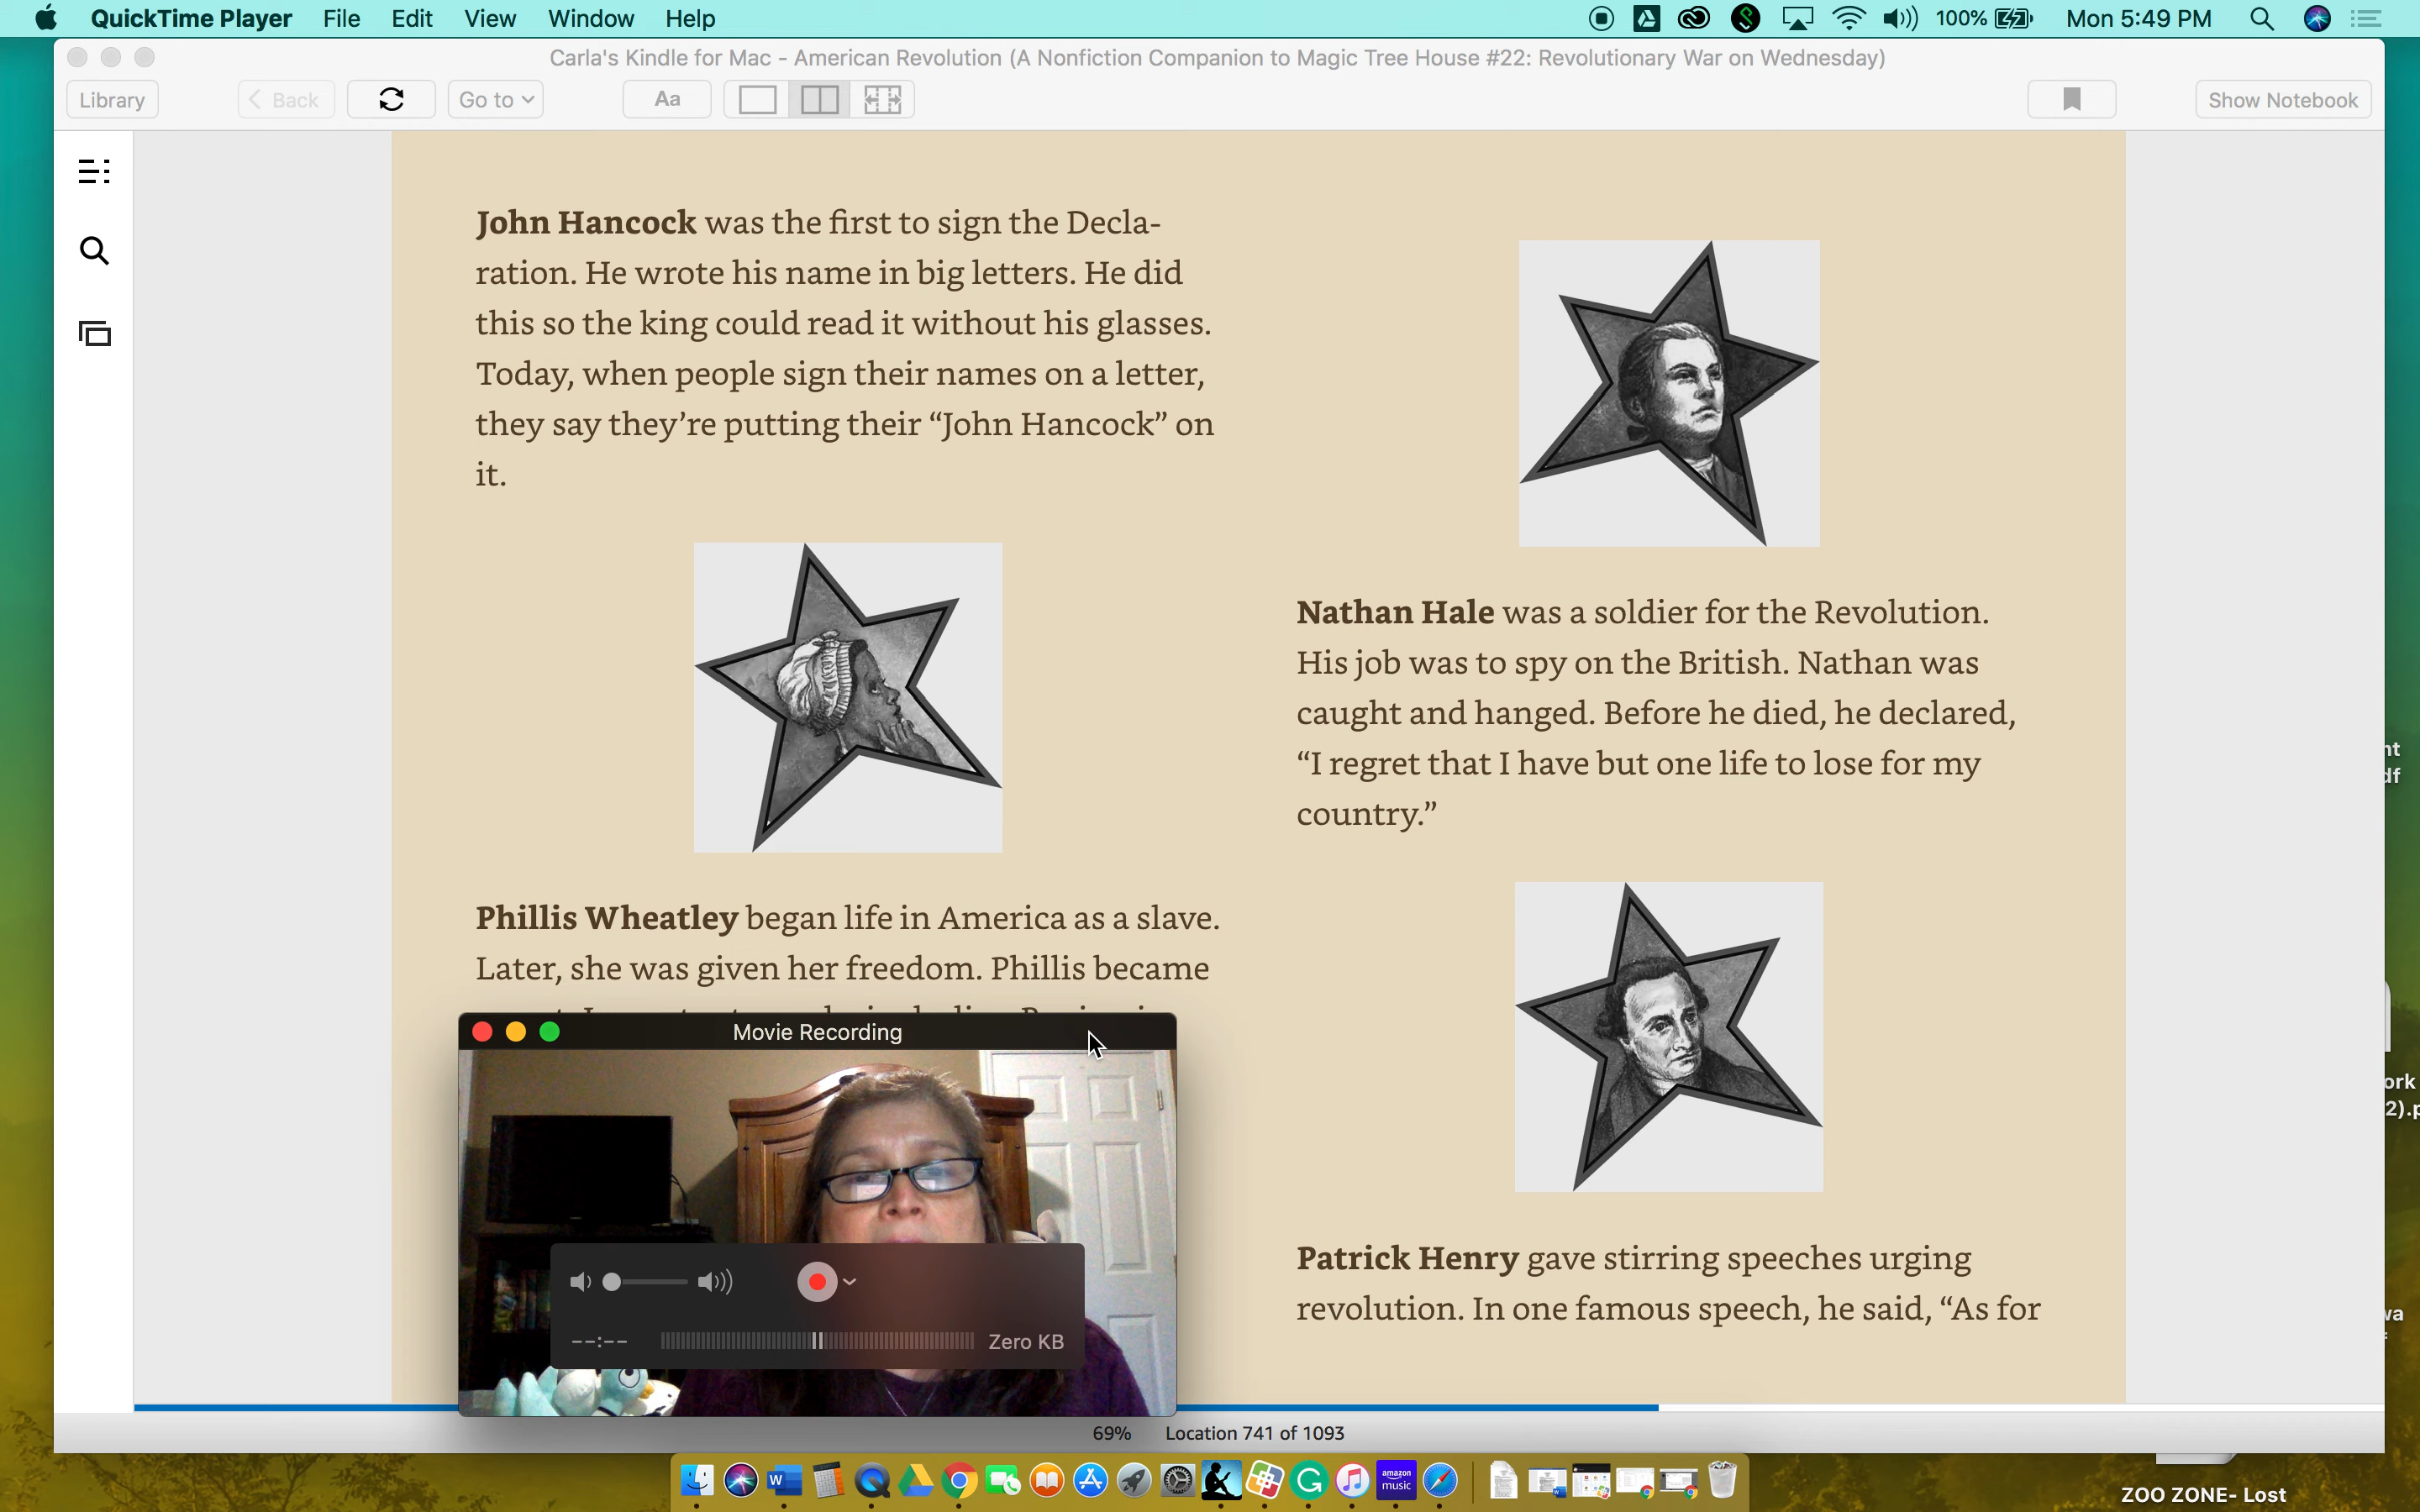 QuickTime Player File Edit View Window Help 100% Mon 5:49 PM
Carla's Kindle for Mac - American Revolution (A Nonfiction Companion to Magic Tree House #22: Revolutionary War on Wednesday)
Library Back Go to Aa Show Notebook
John Hancock was the first to sign the Decla-
ration. He wrote his name in big letters. He did
this so the king could read it without his glasses.
Today, when people sign their names on a letter,
they say they’re putting their “John Hancock” on
it.
Phillis Wheatley began life in America as a slave.
Later, she was given her freedom. Phillis became
Nathan Hale was a soldier for the Revolution.
His job was to spy on the British. Nathan was
caught and hanged. Before he died, he declared,
“I regret that I have but one life to lose for my
country.”
Patrick Henry gave stirring speeches urging
revolution. In one famous speech, he said, “As for
Movie Recording
--:-- Zero KB
69% Location 741 of 1093
amazon
music
ZOO ZONE- Lost